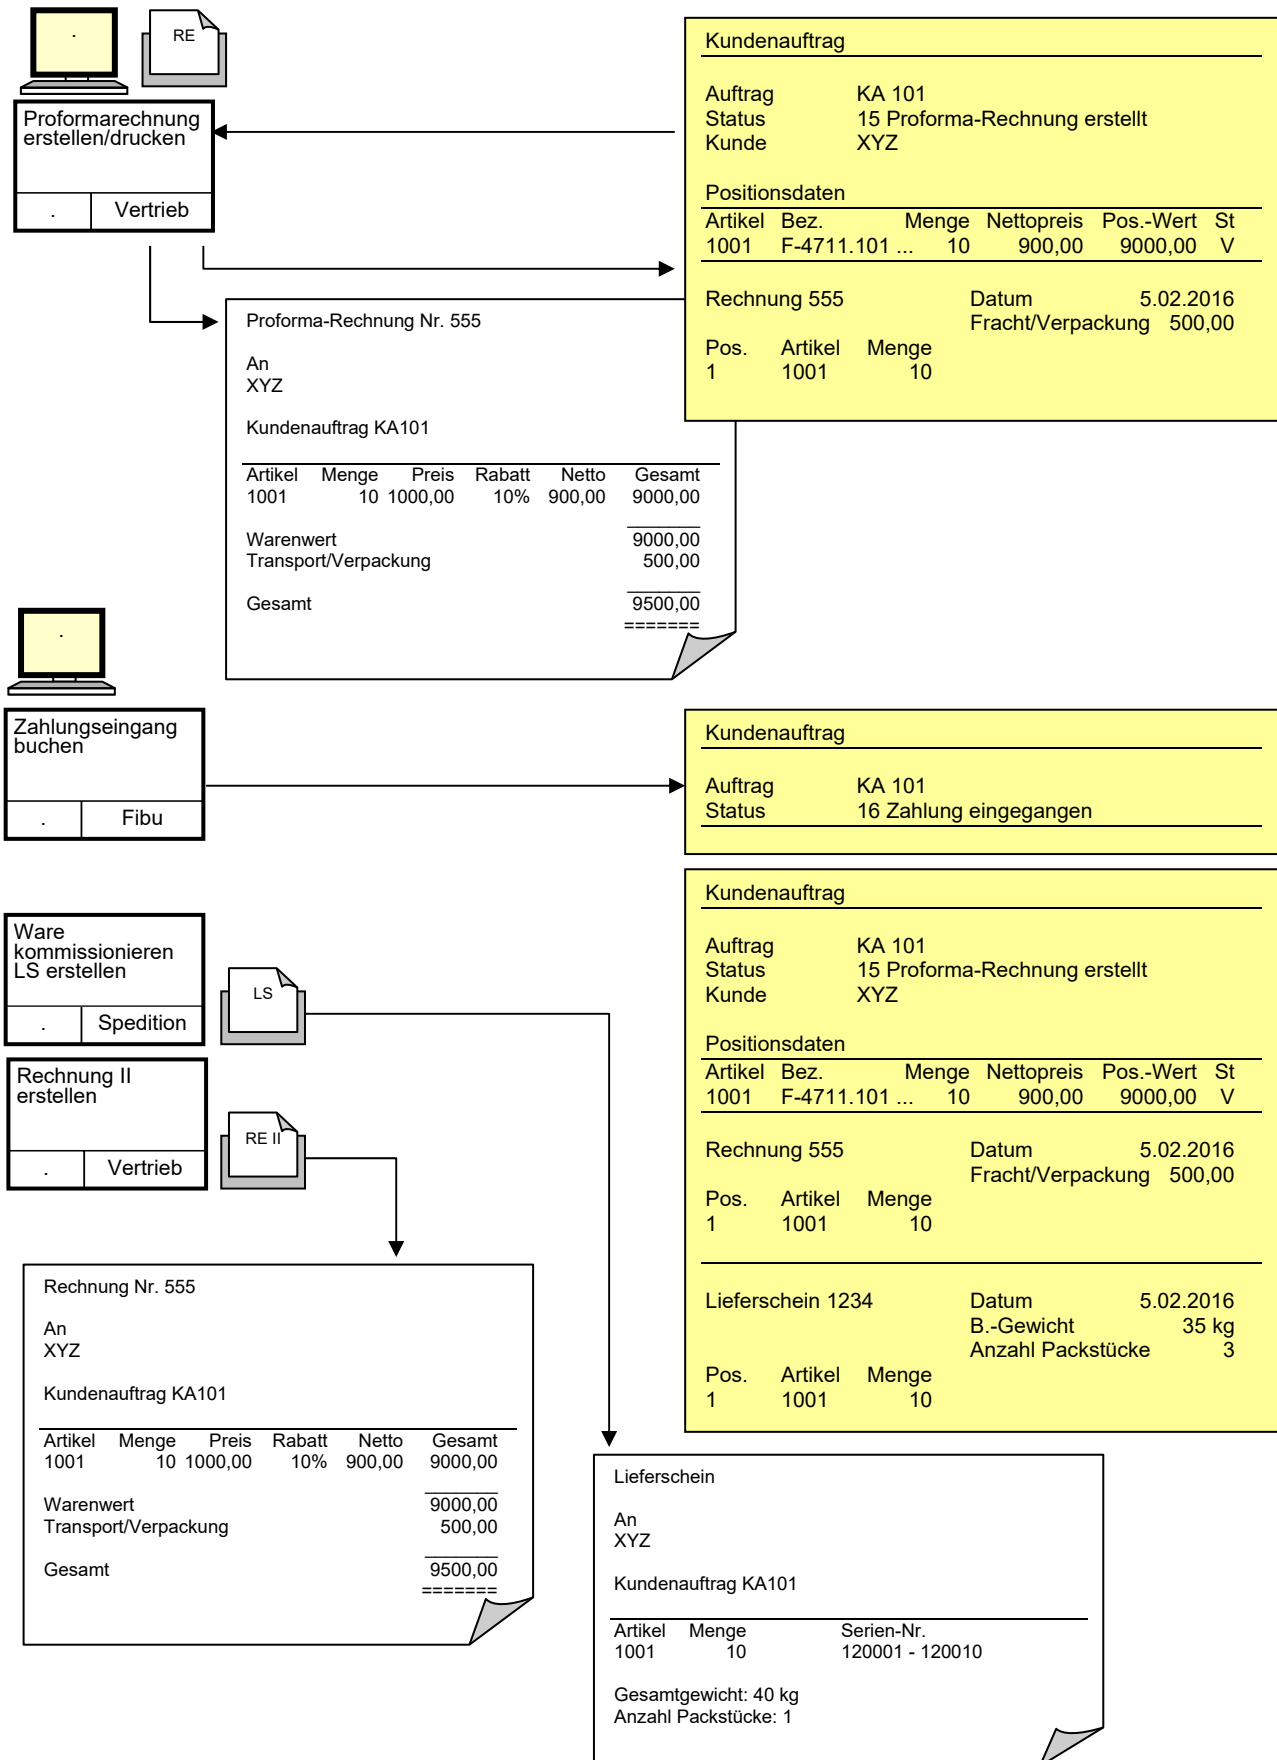 .
RE
Proformarechnung
erstellen/drucken
. Vertrieb
Kundenauftrag
Auftrag KA 101
Status 15 Proforma-Rechnung erstellt
Kunde XYZ
Positionsdaten
Artikel Bez. Menge Nettopreis Pos.-Wert St
1001 F-4711.101 ... 10 900,00 9000,00 V
Rechnung 555 Datum 5.02.2016
Fracht/Verpackung 500,00
Pos. Artikel Menge
1 1001 10
Proforma-Rechnung Nr. 555
An
XYZ
Kundenauftrag KA101
Artikel Menge Preis Rabatt Netto Gesamt
1001 10 1000,00 10% 900,00 9000,00
Warenwert 9000,00
Transport/Verpackung 500,00
Gesamt 9500,00
=======
.
Zahlungseingang
buchen
. Fibu
Kundenauftrag
Auftrag KA 101
Status 16 Zahlung eingegangen
Ware
kommissionieren
LS erstellen
. Spedition
LS
Rechnung II
erstellen
. Vertrieb
RE II
Kundenauftrag
Auftrag KA 101
Status 15 Proforma-Rechnung erstellt
Kunde XYZ
Positionsdaten
Artikel Bez. Menge Nettopreis Pos.-Wert St
1001 F-4711.101 ... 10 900,00 9000,00 V
Rechnung 555 Datum 5.02.2016
Fracht/Verpackung 500,00
Pos. Artikel Menge
1 1001 10
Lieferschein 1234 Datum 5.02.2016
B.-Gewicht 35 kg
Anzahl Packstücke 3
Pos. Artikel Menge
1 1001 10
Rechnung Nr. 555
An
XYZ
Kundenauftrag KA101
Artikel Menge Preis Rabatt Netto Gesamt
1001 10 1000,00 10% 900,00 9000,00
Warenwert 9000,00
Transport/Verpackung 500,00
Gesamt 9500,00
=======
Lieferschein
An
XYZ
Kundenauftrag KA101
Artikel Menge Serien-Nr.
1001 10 120001 - 120010
Gesamtgewicht: 40 kg
Anzahl Packstücke: 1